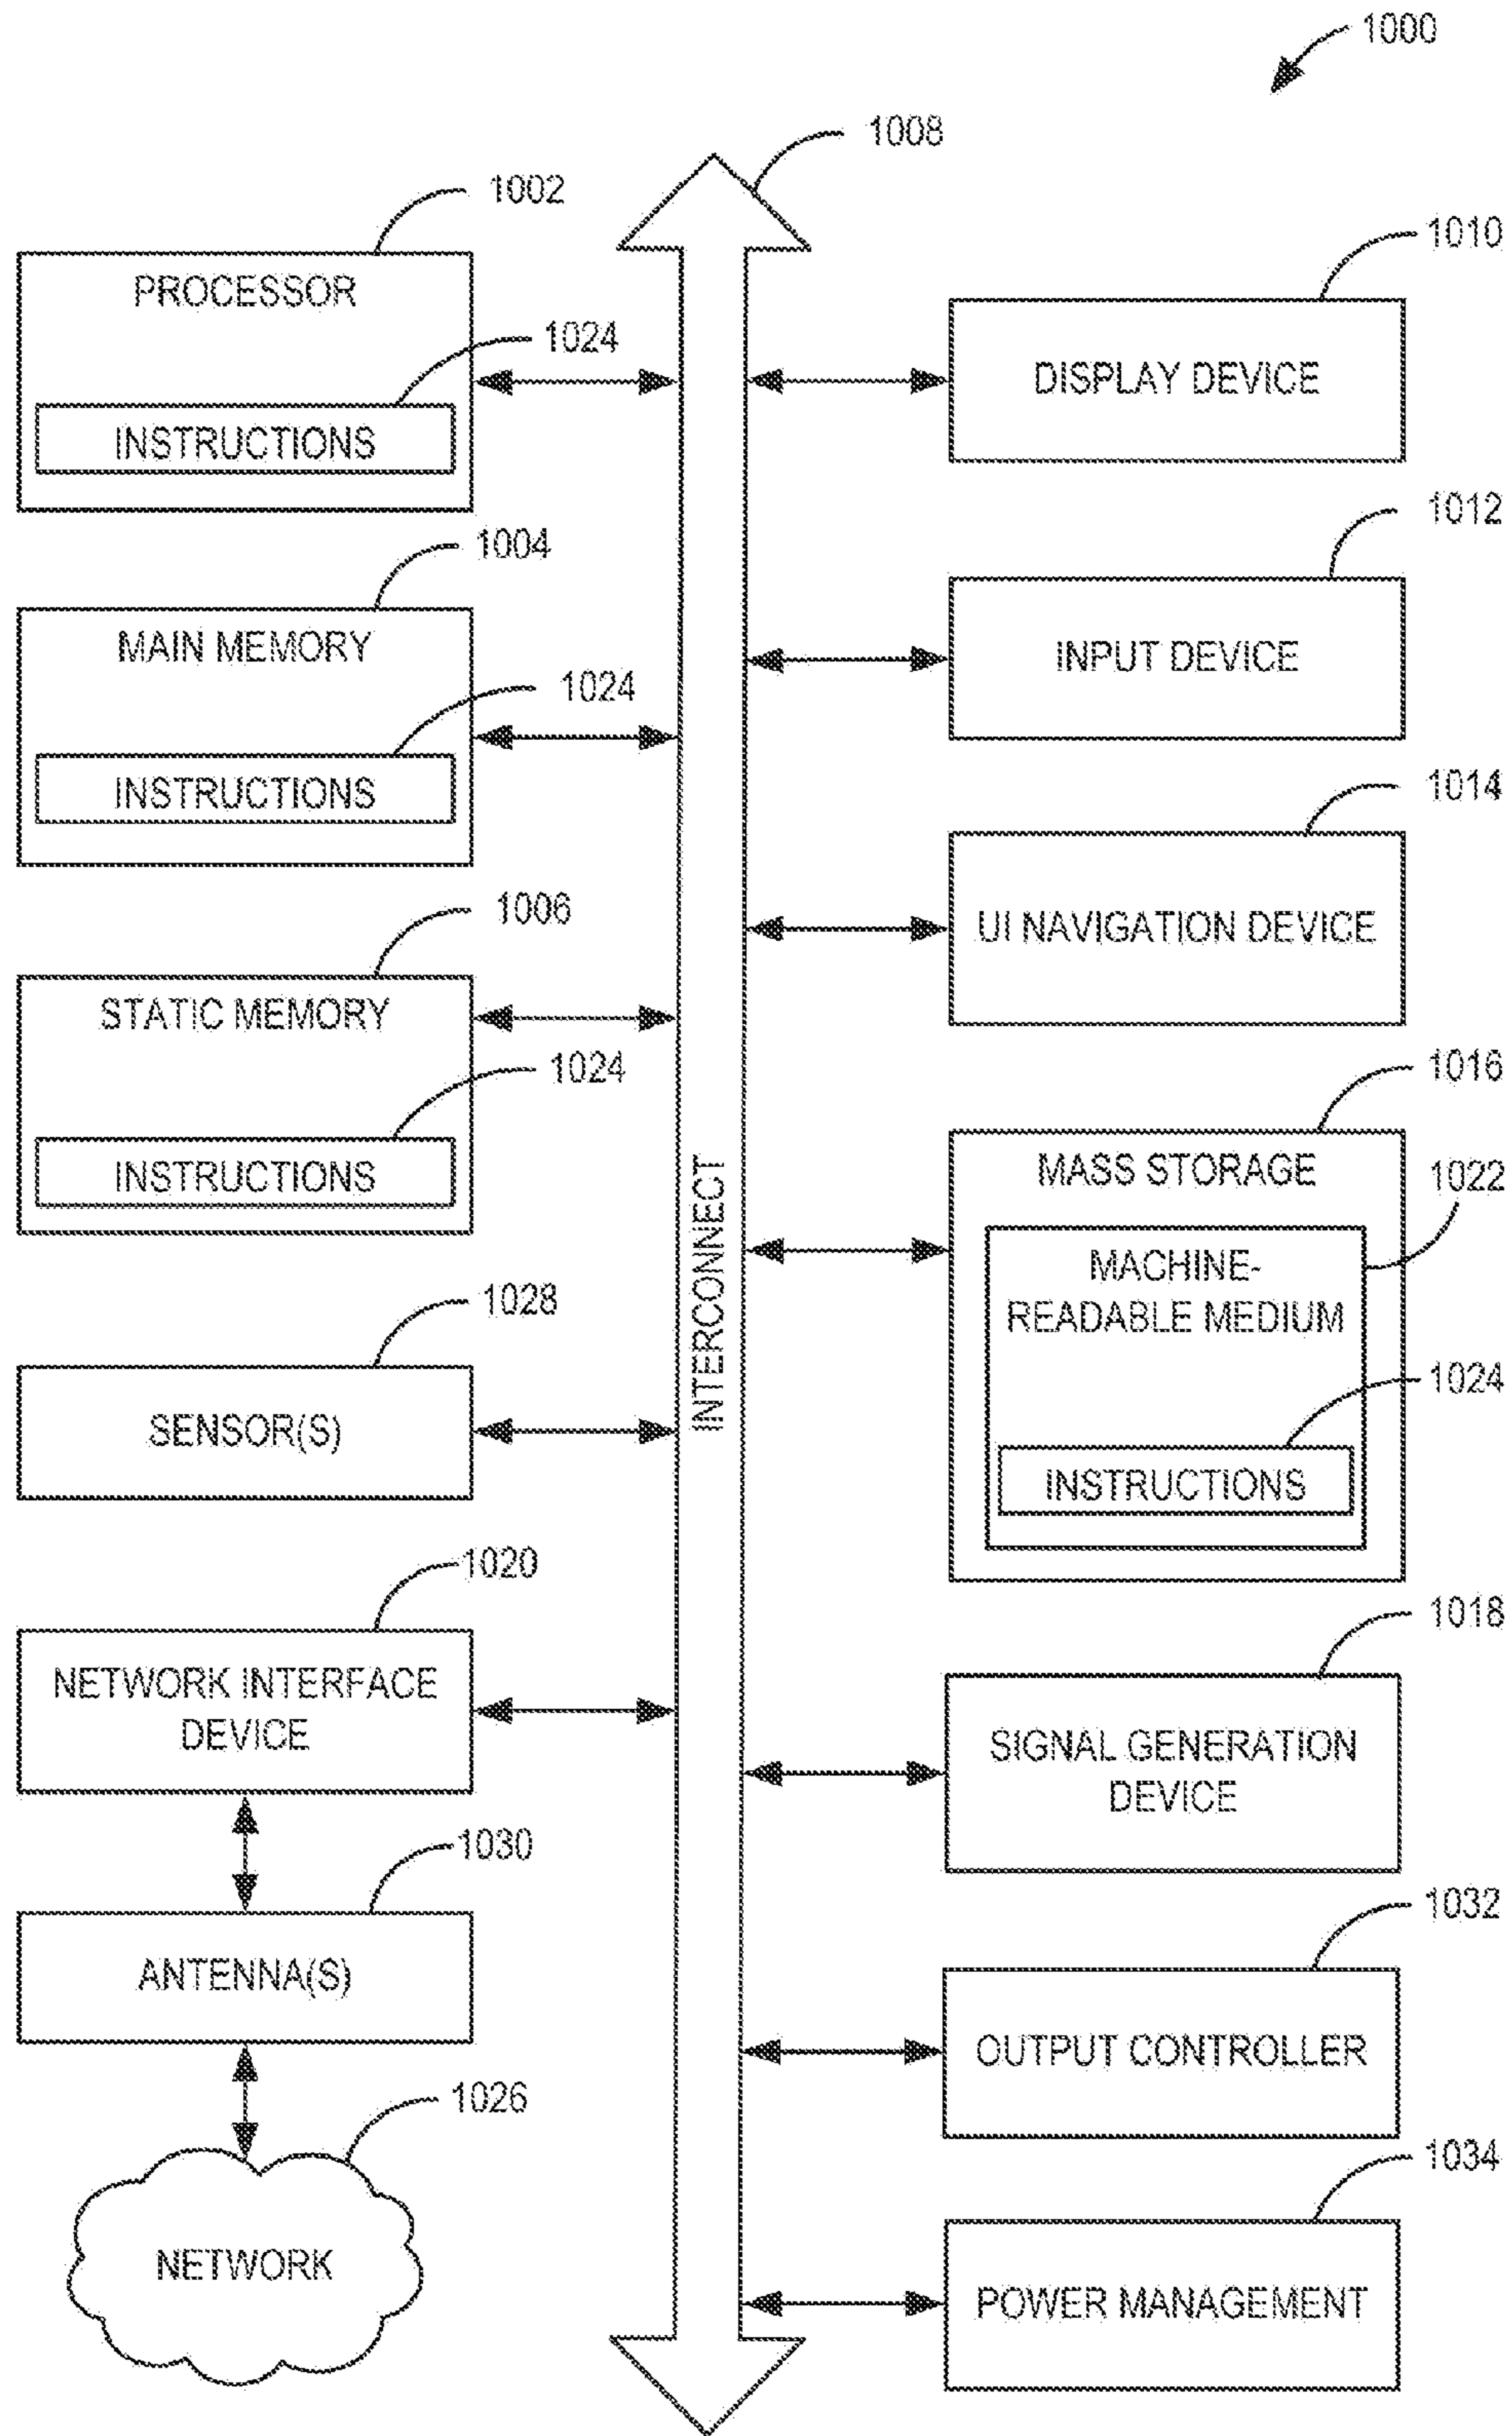 1000
1008
1002
PROCESSOR
1024
INSTRUCTIONS
1004
MAIN MEMORY
1024
INSTRUCTIONS
1006
STATIC MEMORY
1024
INSTRUCTIONS
1028
SENSOR(S)
1020
NETWORK INTERFACE
DEVICE
1030
ANTENNA(S)
1026
NETWORK
INTERCONNECT
1010
DISPLAY DEVICE
1012
INPUT DEVICE
1014
UI NAVIGATION DEVICE
1016
MASS STORAGE
1022
MACHINE-
READABLE MEDIUM
1024
INSTRUCTIONS
1018
SIGNAL GENERATION
DEVICE
1032
OUTPUT CONTROLLER
1034
POWER MANAGEMENT